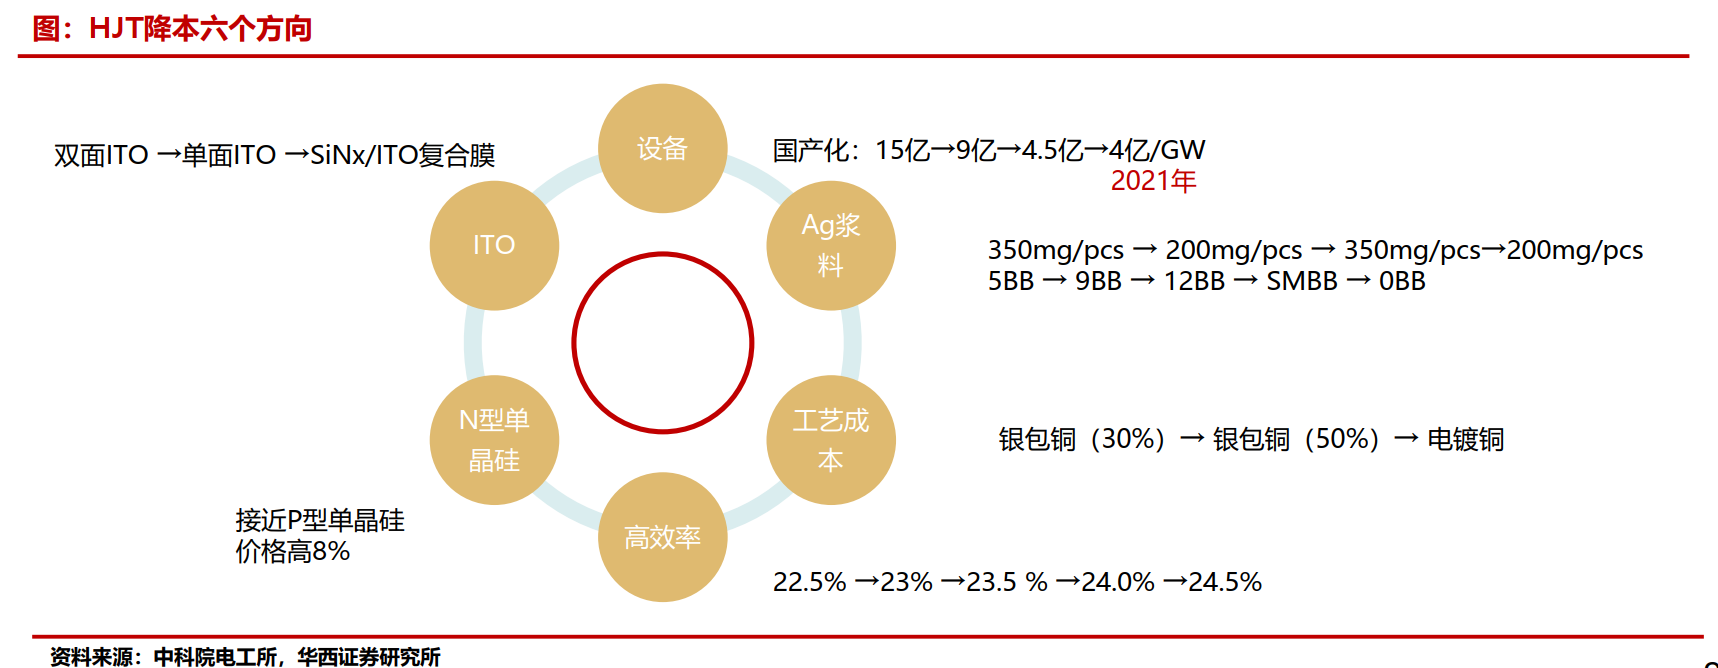 图：HJT降本六个方向
设备
双面ITO →单面ITO →SiNx/ITO复合膜
国产化：15亿→9亿→4.5亿→4亿/GW
2021年
ITO
Ag浆
料
350mg/pcs → 200mg/pcs → 350mg/pcs→200mg/pcs
5BB → 9BB → 12BB → SMBB → 0BB
N型单
晶硅
工艺成
本
银包铜（30%）→ 银包铜（50%）→ 电镀铜
接近P型单晶硅
价格高8%
高效率
22.5% →23% →23.5 % →24.0% →24.5%
资料来源：中科院电工所，华西证券研究所